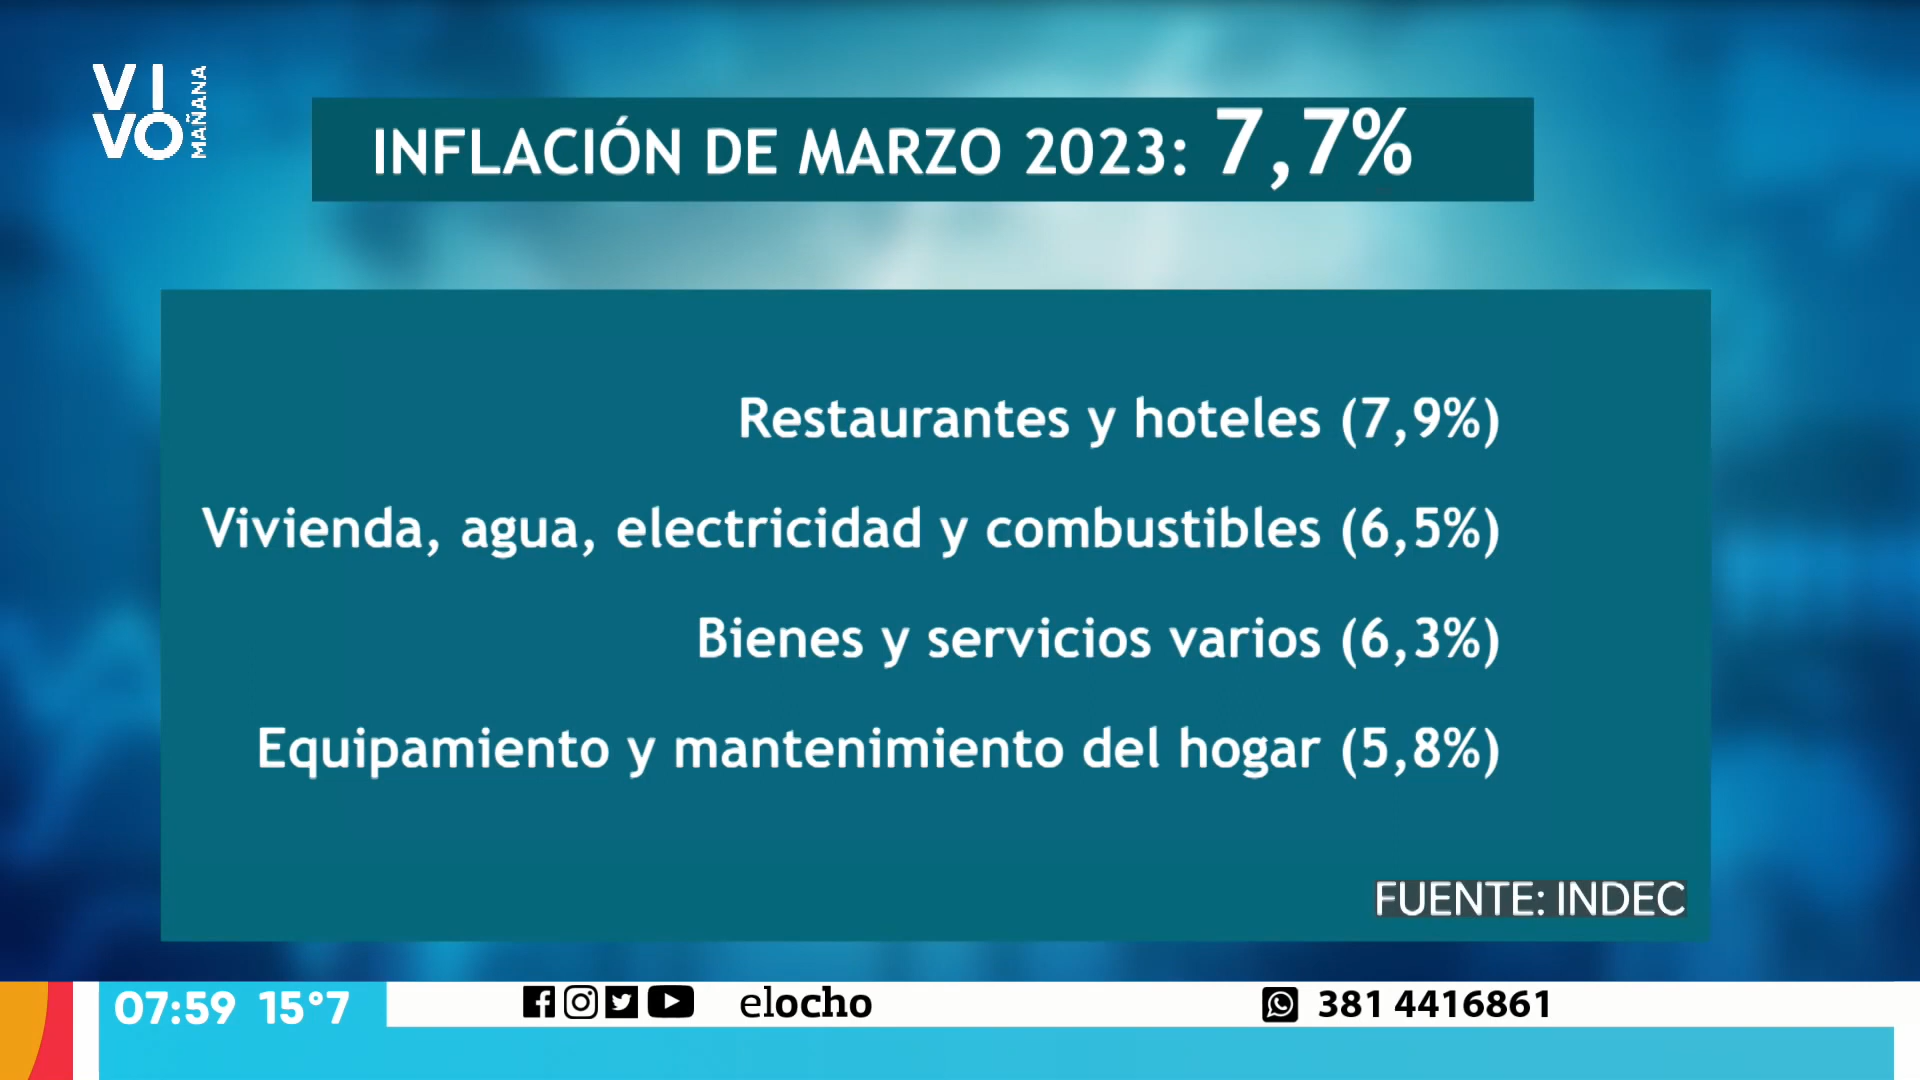 VIVO MAÑANA
INFLACIÓN DE MARZO 2023: 7,7%
Restaurantes y hoteles (7,9%)
Vivienda, agua, electricidad y combustibles (6,5%)
Bienes y servicios varios (6,3%)
Equipamiento y mantenimiento del hogar (5,8%)
FUENTE: INDEC
07:59 15°7 elocho 381 4416861